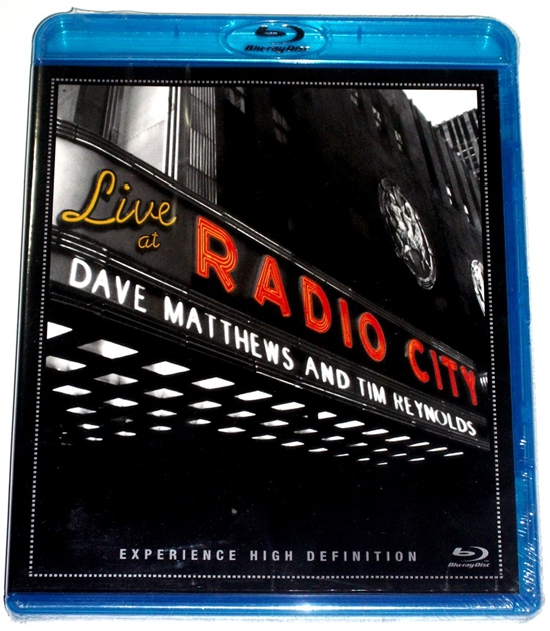 Blu-ray Disc
Live
at
RADIO CITY
DAVE MATTHEWS AND TIM REYNOLDS
EXPERIENCE HIGH DEFINITION
Blu-ray Disc